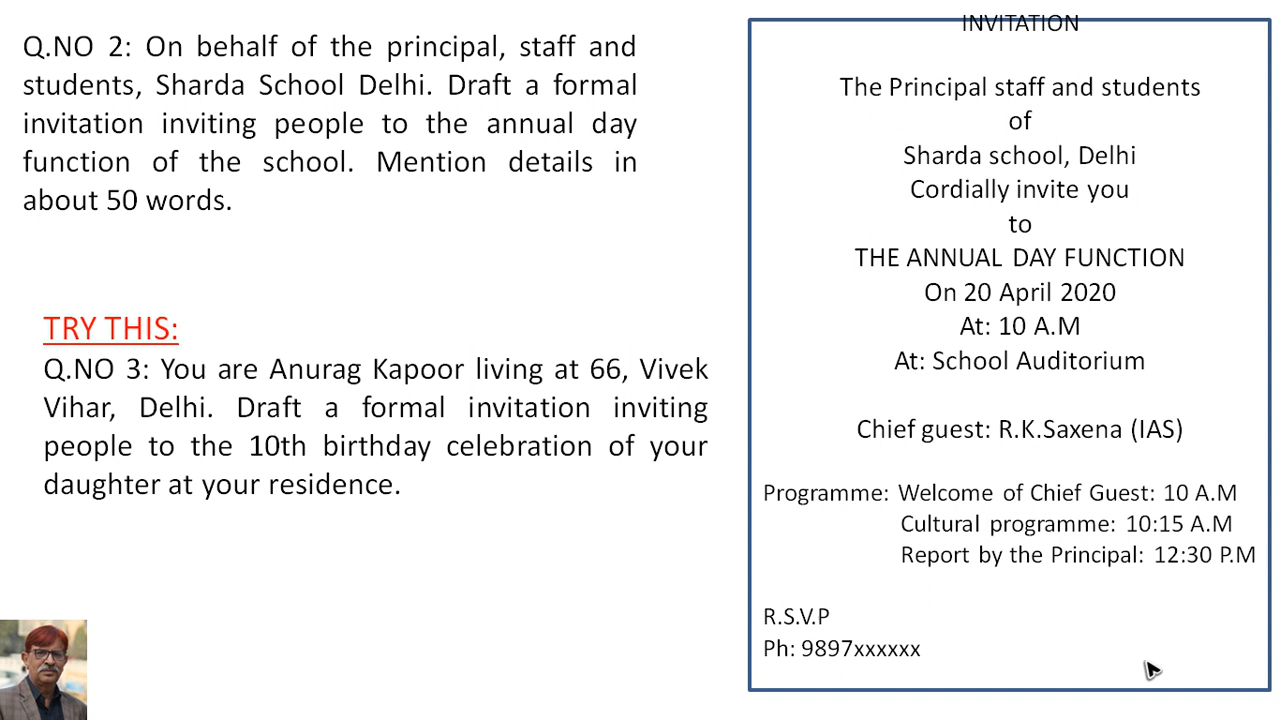 Q.NO 2: On behalf of the principal, staff and
students, Sharda School Delhi. Draft a formal
invitation inviting people to the annual day
function of the school. Mention details in
about 50 words.
TRY THIS:
Q.NO 3: You are Anurag Kapoor living at 66, Vivek
Vihar, Delhi. Draft a formal invitation inviting
people to the 10th birthday celebration of your
daughter at your residence.
INVITATION
The Principal staff and students
of
Sharda school, Delhi
Cordially invite you
to
THE ANNUAL DAY FUNCTION
On 20 April 2020
At: 10 A.M
At: School Auditorium
Chief guest: R.K.Saxena (IAS)
Programme: Welcome of Chief Guest: 10 A.M
Cultural programme: 10:15 A.M
Report by the Principal: 12:30 P.M
R.S.V.P
Ph: 9897xxxxxx